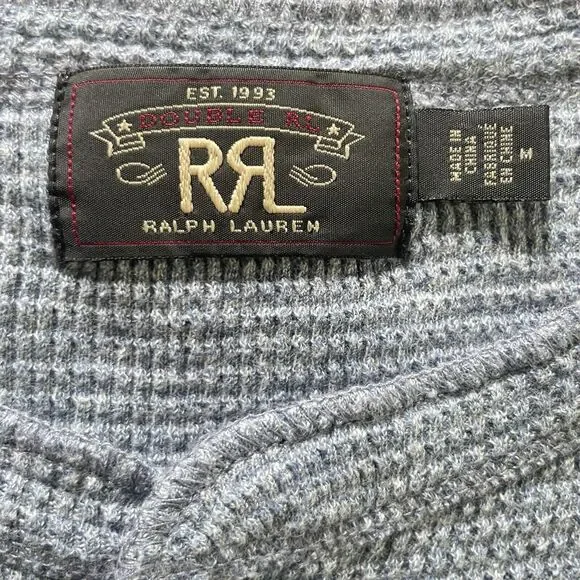 EST. 1993
DOUBLE RL
RRL
RALPH LAUREN
MADE IN
CHINA
FABRIQUÉ
EN CHINE
M